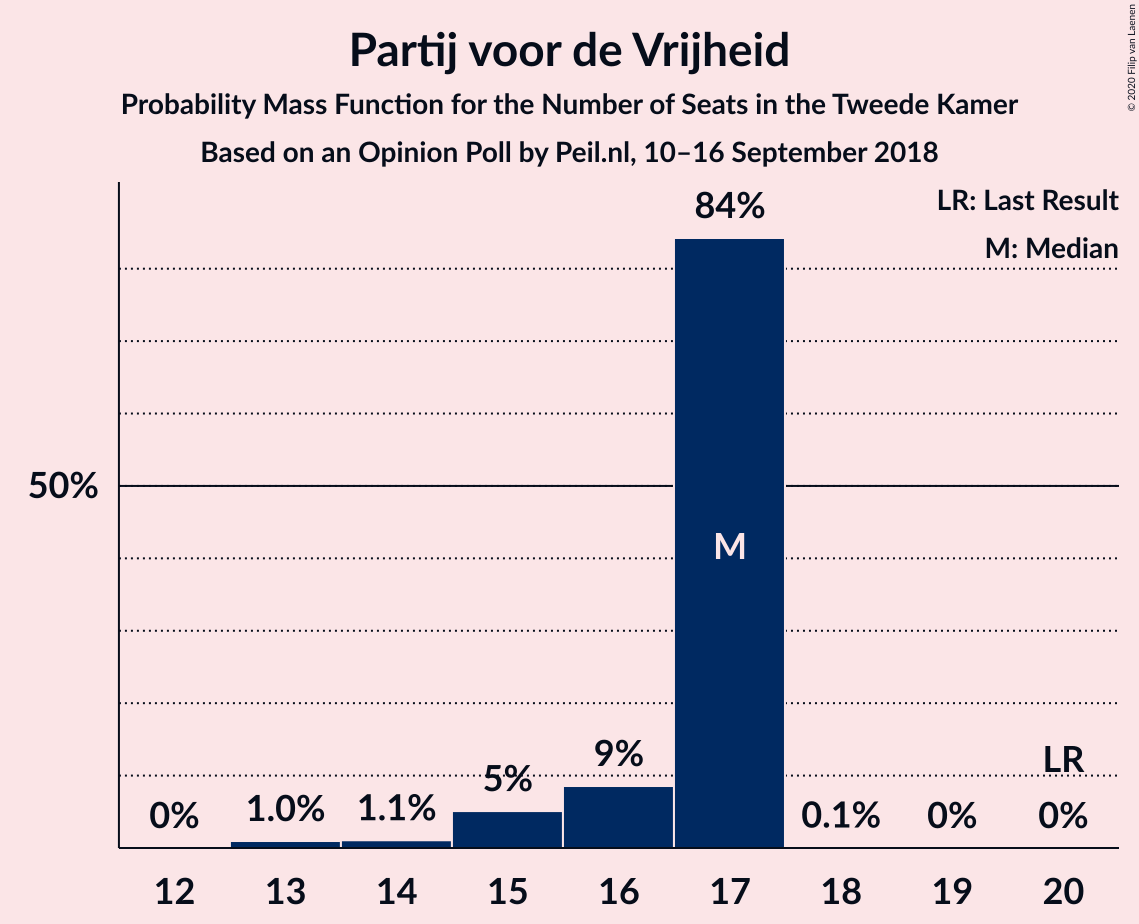 Partij voor de Vrijheid
Probability Mass Function for the Number of Seats in the Tweede Kamer
Based on an Opinion Poll by Peil.nl, 10–16 September 2018
© 2020 Filip van Laenen
LR: Last Result
M: Median
84%
50%
M
9%
5%
LR
0%
1.0%
1.1%
0.1%
0%
0%
12 13 14 15 16 17 18 19 20